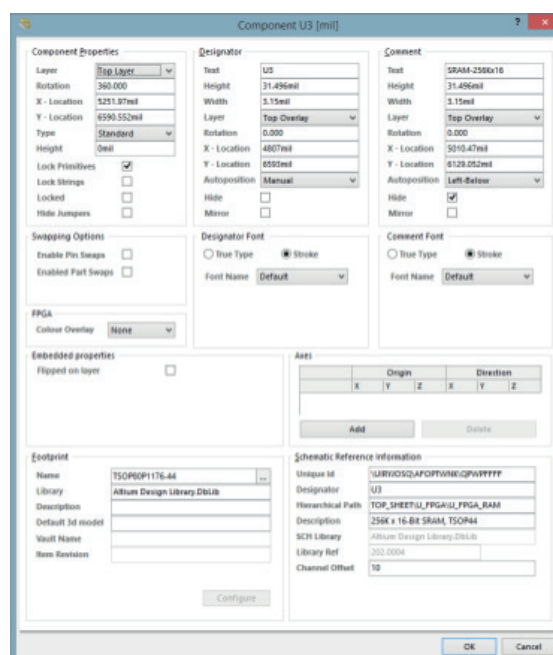 Component U3 [mil]
? ×
Component Properties
Layer Top Layer
Rotation 360.000
X - Location 5251.97mil
Y - Location 6590.552mil
Type Standard
Height 0mil
Lock Primitives
Lock Strings
Locked
Hide Jumpers
Designator
Text U3
Height 31.496mil
Width 3.15mil
Layer Top Overlay
Rotation 0.000
X - Location 4807mil
Y - Location 6593mil
Autoposition Manual
Hide
Mirror
Comment
Text SRAM-256Kx16
Height 31.496mil
Width 3.15mil
Layer Top Overlay
Rotation 0.000
X - Location 5010.47mil
Y - Location 6129.052mil
Autoposition Left-Below
Hide
Mirror
Swapping Options
Enable Pin Swaps
Enabled Part Swaps
Designator Font
True Type Stroke
Font Name Default
Comment Font
True Type Stroke
Font Name Default
FPGA
Colour Overlay None
Embedded properties
Flipped on layer
Axes
Origin Direction
X Y Z X Y Z
Add Delete
Footprint
Name TSOP80P1176-44 ...
Library Altium Design Library.DbLib
Description
Default 3d model
Vault Name
Item Revision
Configure
Schematic Reference Information
Unique Id
Designator U3
Hierarchical Path TOP_SHEET\U_FPGA\U_FPGA_RAM
Description 256K x 16-Bit SRAM, TSOP44
SCH Library Altium Design Library.DbLib
Library Ref 202.0004
Channel Offset 10
OK Cancel